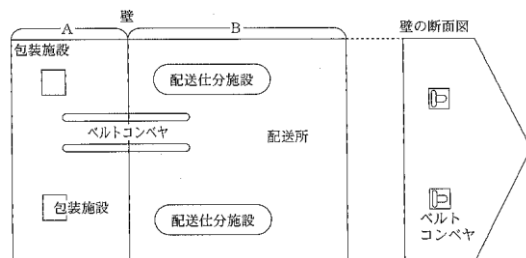 壁
A
B
壁の断面図
包装施設
配送仕分施設
ベルトコンベヤ
配送所
包装施設
配送仕分施設
ベルト
コンベヤ